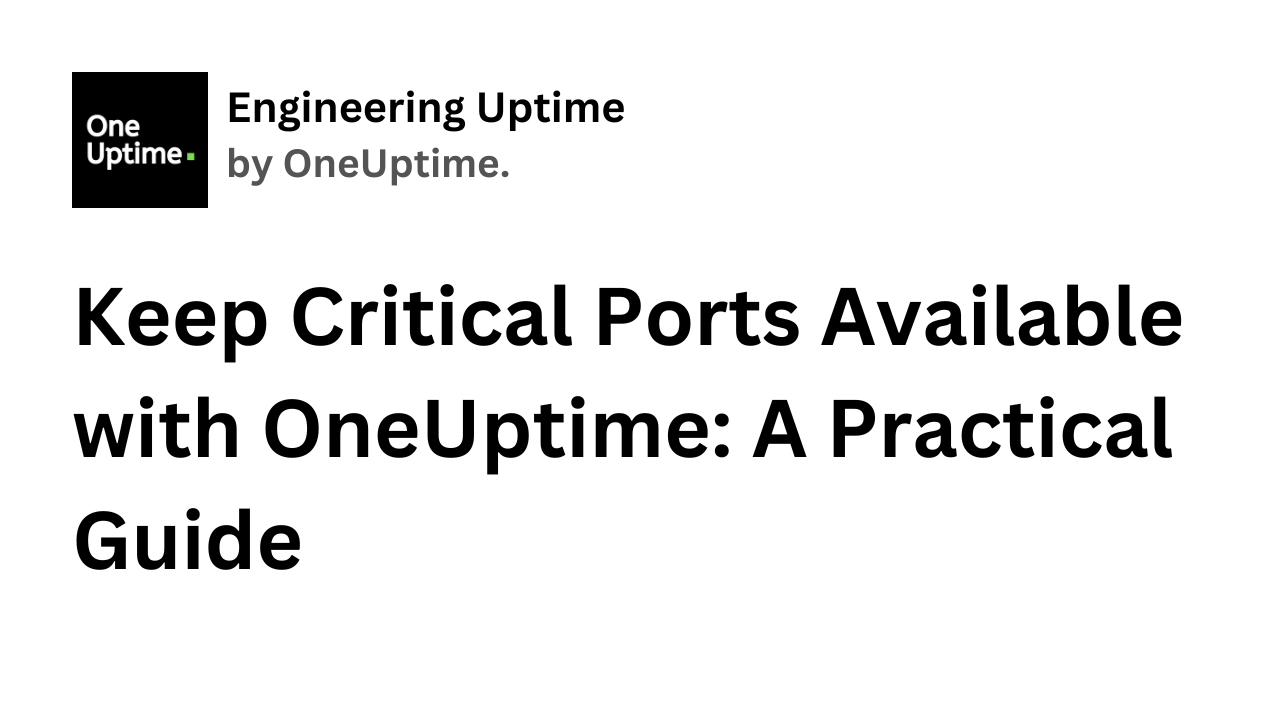 One
Uptime.
Engineering Uptime
by OneUptime.
Keep Critical Ports Available
with OneUptime: A Practical
Guide